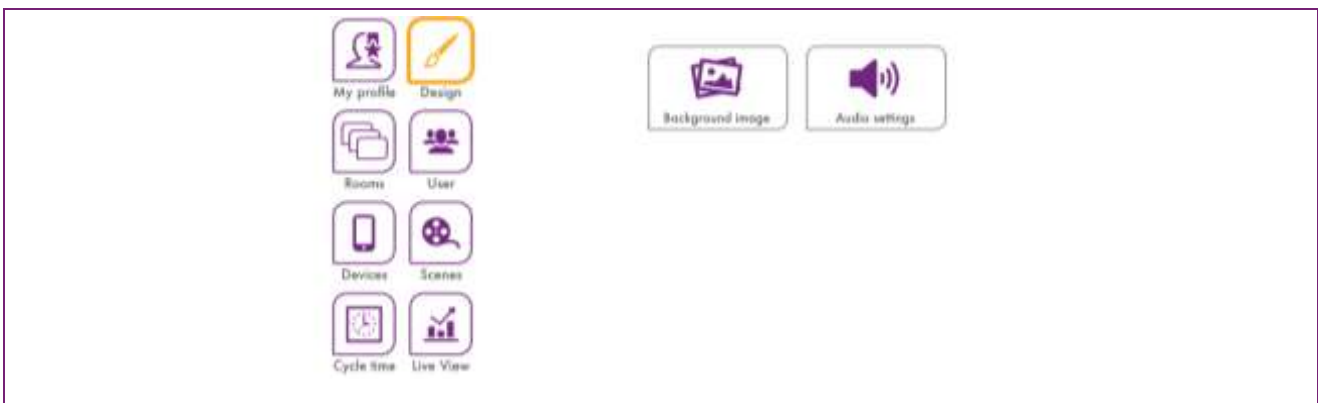 My profile
Design
Background image
Audio settings
Rooms
User
Devices
Scenes
Cycle time
Live View